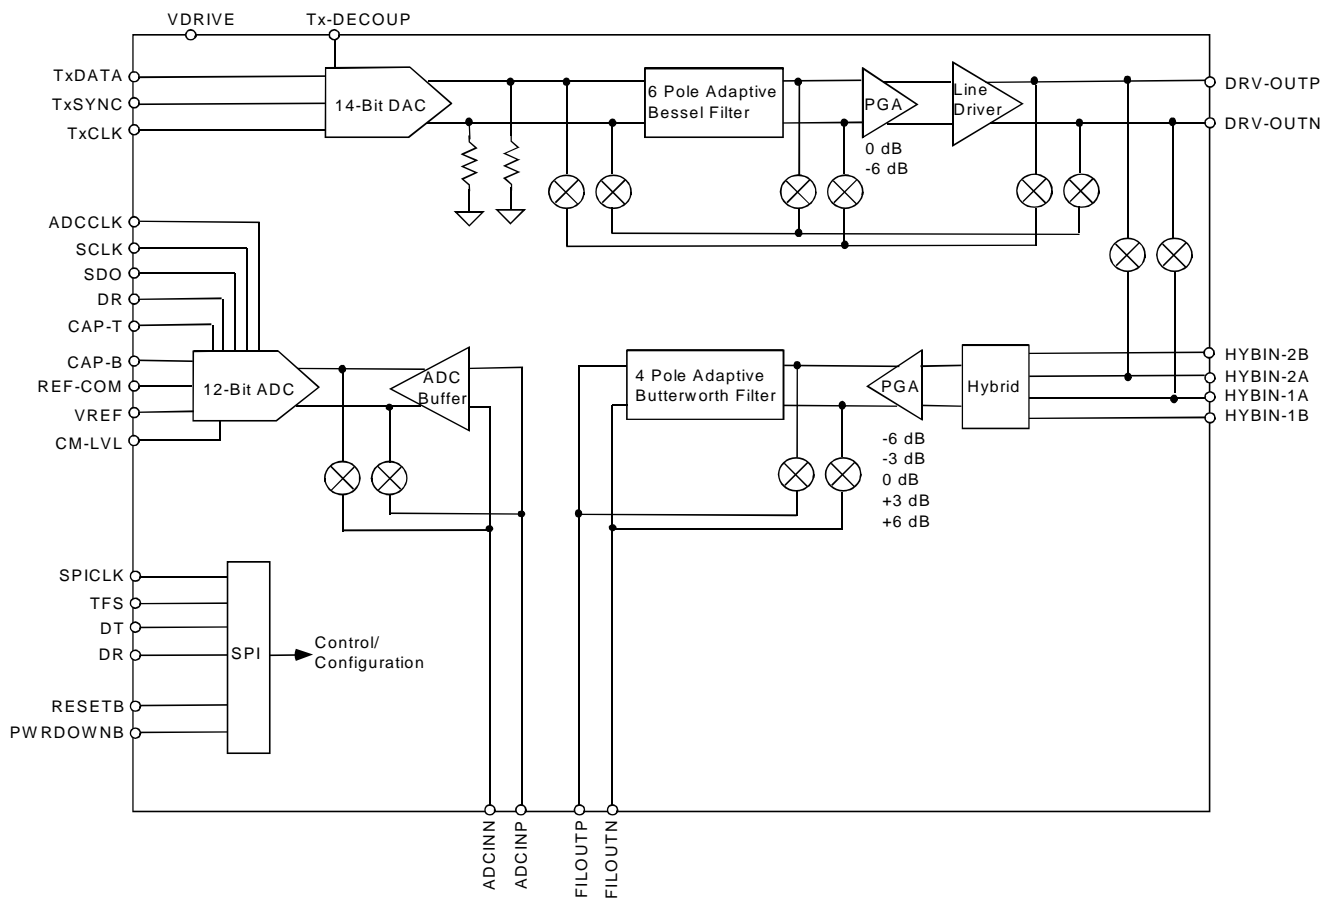 VDRIVE
Tx-DECOUP
TxDATA
TxSYNC
TxCLK
14-Bit DAC
6 Pole Adaptive
Bessel Filter
PGA
0 dB
-6 dB
Line
Driver
DRV-OUTP
DRV-OUTN
ADCCLK
SCLK
SDO
DR
CAP-T
CAP-B
REF-COM
VREF
CM-LVL
12-Bit ADC
ADC
Buffer
4 Pole Adaptive
Butterworth Filter
PGA
-6 dB
-3 dB
0 dB
+3 dB
+6 dB
Hybrid
HYBIN-2B
HYBIN-2A
HYBIN-1A
HYBIN-1B
SPICLK
TFS
DT
DR
RESETB
PWRDOWNB
SPI
Control/
Configuration
ADCINN
ADCINP
FILOUTP
FILOUTN